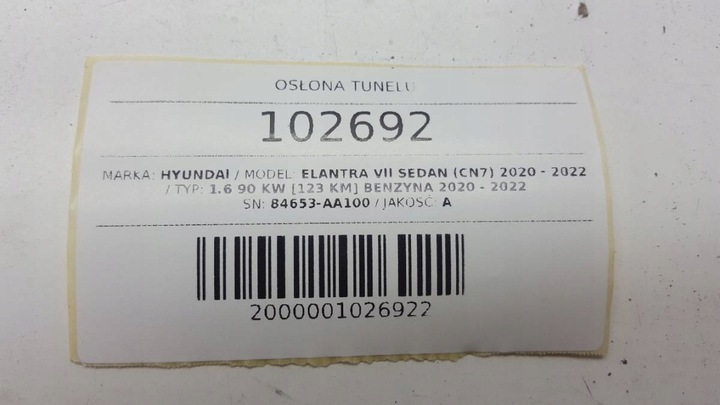 OSŁONA TUNELU
102692
MARKA: HYUNDAI / MODEL: ELANTRA VII SEDAN (CN7) 2020 - 2022
/ TYP: 1.6 90 KW [123 KM] BENZYNA 2020 - 2022
SN: 84653-AA100 / JAKOŚĆ: A
2000001026922